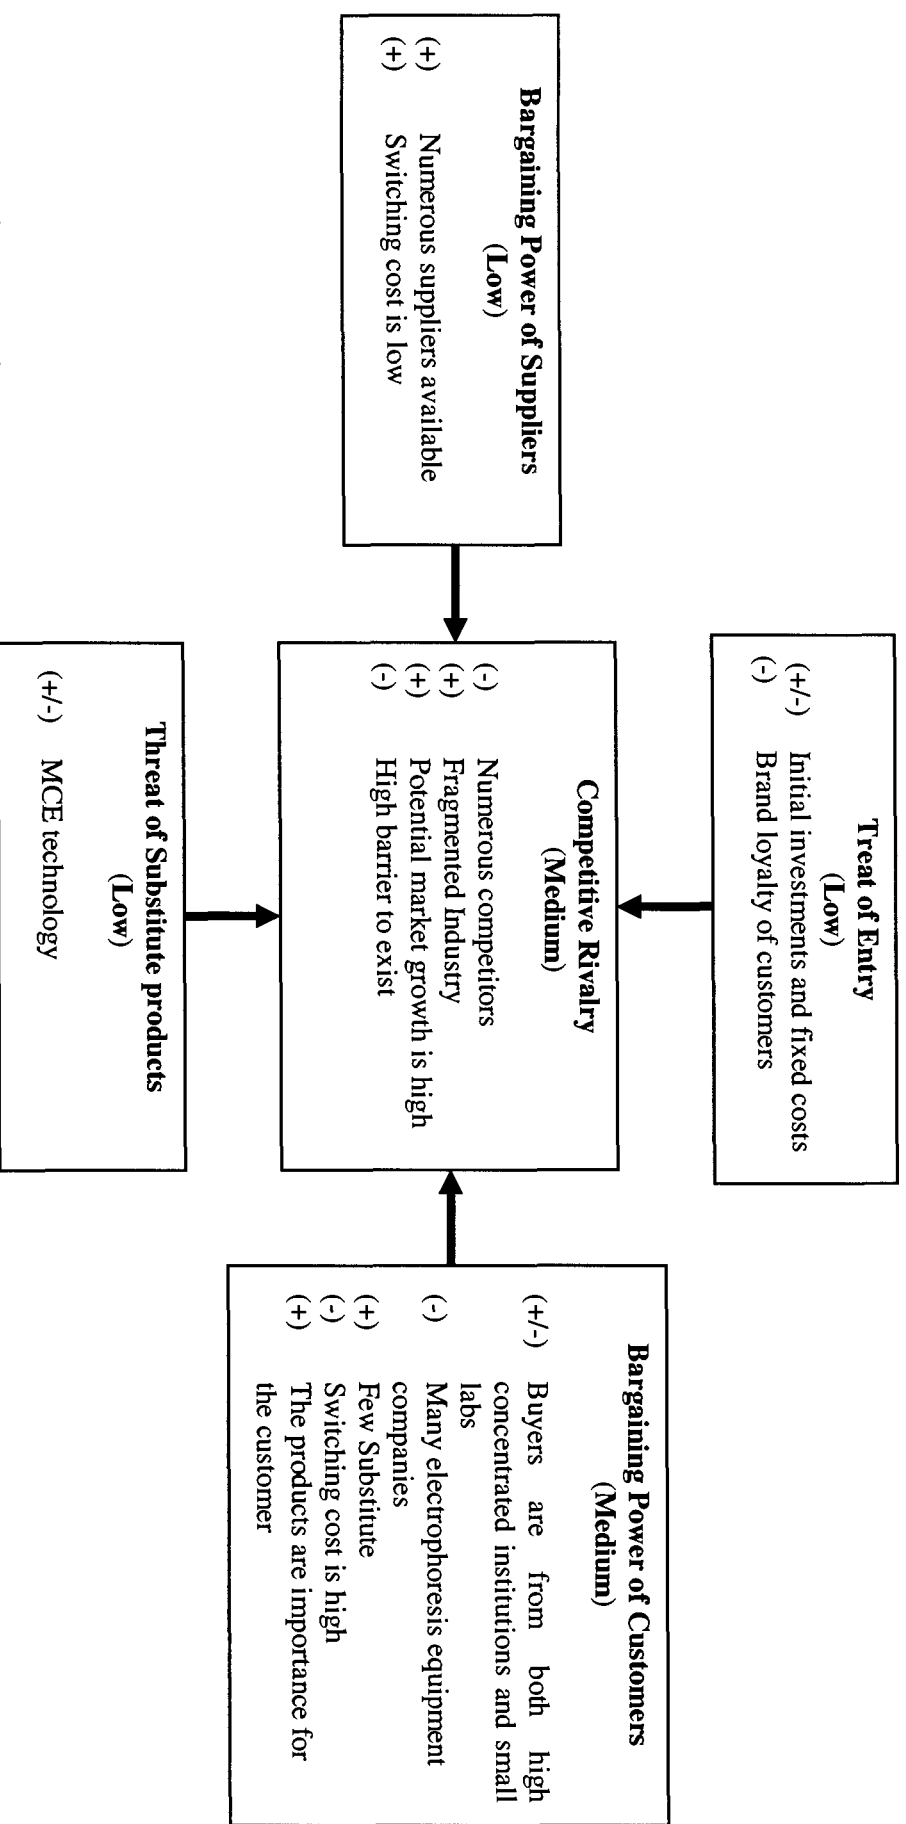 Treat of Entry
(Low)
(+/-) Initial investments and fixed costs
(-) Brand loyalty of customers
Bargaining Power of Suppliers
(Low)
(+) Numerous suppliers available
(+) Switching cost is low
Competitive Rivalry
(Medium)
(-) Numerous competitors
(+) Fragmented Industry
(+) Potential market growth is high
(-) High barrier to exist
Bargaining Power of Customers
(Medium)
(+/-) Buyers are from both high
concentrated institutions and small
labs
(-) Many electrophoresis equipment
companies
(+) Few Substitute
(-) Switching cost is high
(+) The products are importance for
the customer
Threat of Substitute products
(Low)
(+/-) MCE technology